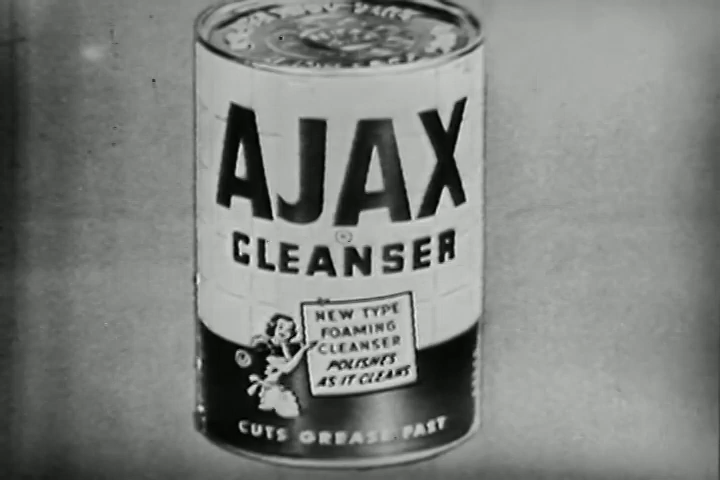 AJAX
CLEANSER
NEW TYPE
FOAMING
CLEANSER
POLISHES
AS IT CLEANS
CUTS GREASE FAST